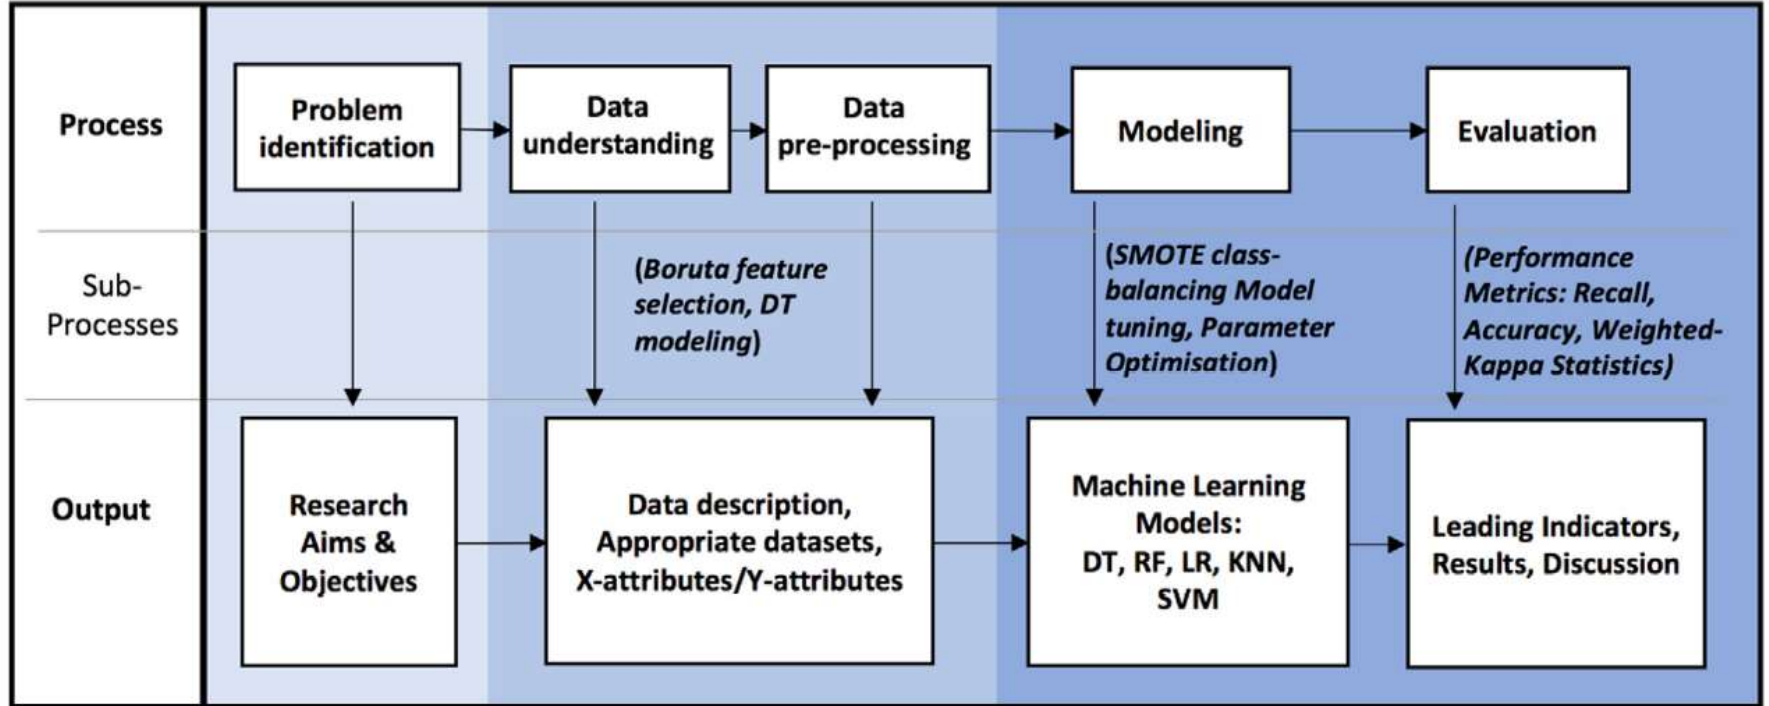 Process
Problem
identification
Data
understanding
Data
pre-processing
Modeling
Evaluation
Sub-
Processes
(Boruta feature
selection, DT
modeling)
(SMOTE class-
balancing Model
tuning, Parameter
Optimisation)
(Performance
Metrics: Recall,
Accuracy, Weighted-
Kappa Statistics)
Output
Research
Aims &
Objectives
Data description,
Appropriate datasets,
X-attributes/Y-attributes
Machine Learning
Models:
DT, RF, LR, KNN,
SVM
Leading Indicators,
Results, Discussion